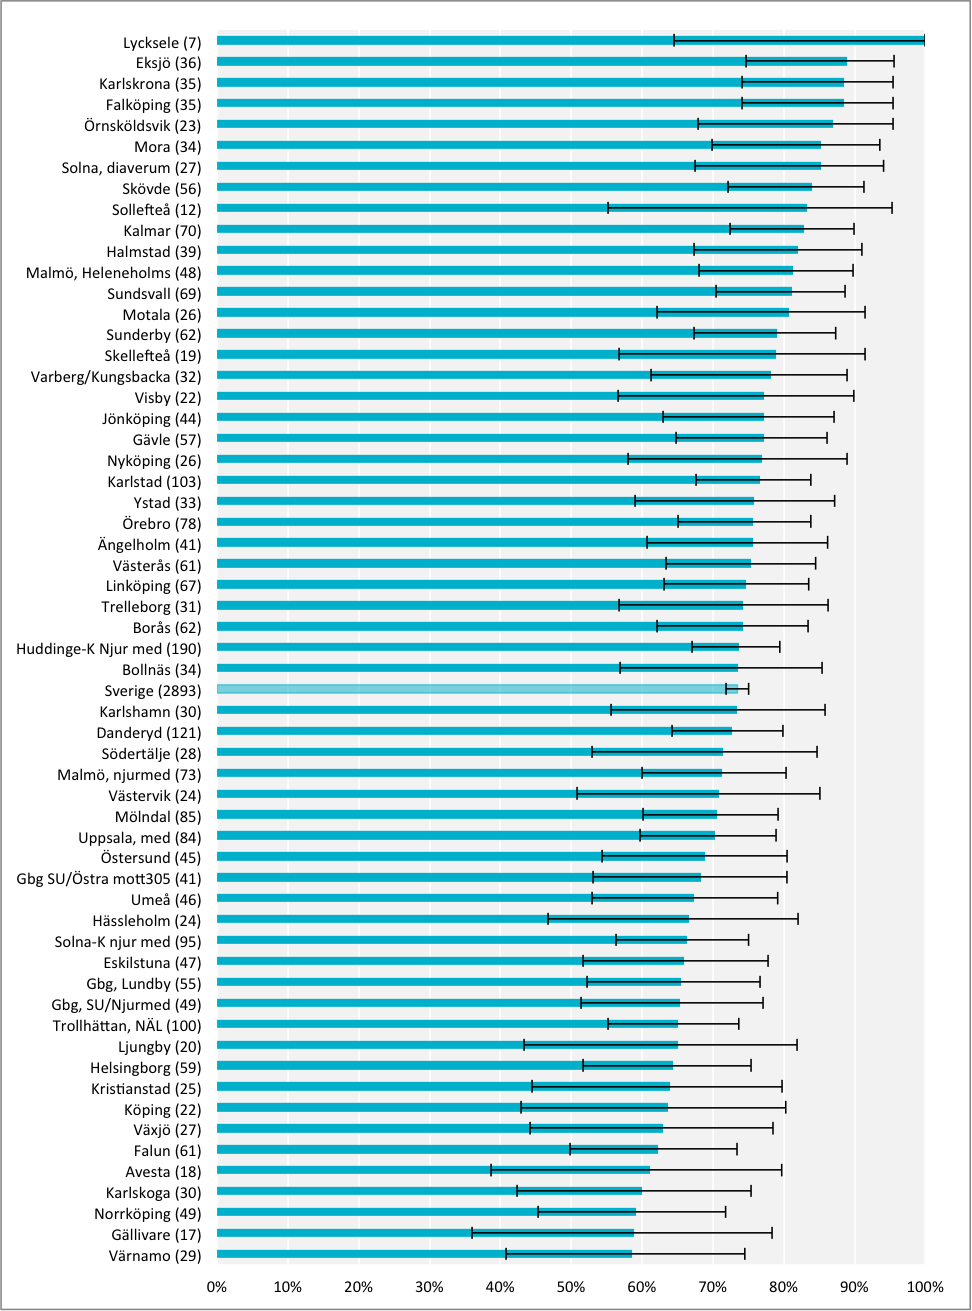 Lycksele (7)
Eksjö (36)
Karlskrona (35)
Falköping (35)
Örnsköldsvik (23)
Mora (34)
Solna, diaverum (27)
Skövde (56)
Sollefteå (12)
Kalmar (70)
Halmstad (39)
Malmö, Heleneholms (48)
Sundsvall (69)
Motala (26)
Sunderby (62)
Skellefteå (19)
Varberg/Kungsbacka (32)
Visby (22)
Jönköping (44)
Gävle (57)
Nyköping (26)
Karlstad (103)
Ystad (33)
Örebro (78)
Ängelholm (41)
Västerås (61)
Linköping (67)
Trelleborg (31)
Borås (62)
Huddinge-K Njur med (190)
Bollnäs (34)
Sverige (2893)
Karlshamn (30)
Danderyd (121)
Södertälje (28)
Malmö, njurmed (73)
Västervik (24)
Mölndal (85)
Uppsala, med (84)
Östersund (45)
Gbg SU/Östra mott305 (41)
Umeå (46)
Hässleholm (24)
Solna-K njur med (95)
Eskilstuna (47)
Gbg, Lundby (55)
Gbg, SU/Njurmed (49)
Trollhättan, NÄL (100)
Ljungby (20)
Helsingborg (59)
Kristianstad (25)
Köping (22)
Växjö (27)
Falun (61)
Avesta (18)
Karlskoga (30)
Norrköping (49)
Gällivare (17)
Värnamo (29)
0% 10% 20% 30% 40% 50% 60% 70% 80% 90% 100%